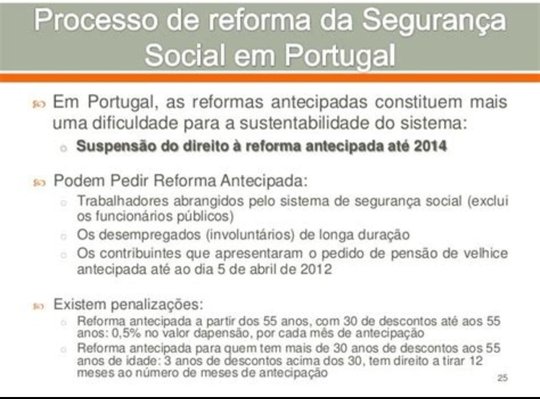 Processo de reforma da Segurança
Social em Portugal
Em Portugal, as reformas antecipadas constituem mais
uma dificuldade para a sustentabilidade do sistema:
Suspensão do direito à reforma antecipada até 2014
Podem Pedir Reforma Antecipada:
Trabalhadores abrangidos pelo sistema de segurança social (exclui
os funcionários públicos)
Os desempregados (involuntários) de longa duração
Os contribuintes que apresentaram o pedido de pensão de velhice
antecipada até ao dia 5 de abril de 2012
Existem penalizações:
Reforma antecipada a partir dos 55 anos, com 30 de descontos até aos 55
anos: 0,5% no valor dapensão, por cada mês de antecipação
Reforma antecipada para quem tem mais de 30 anos de descontos aos 55
anos de idade: 3 anos de descontos acima dos 30, tem direito a tirar 12
meses ao número de meses de antecipação
25